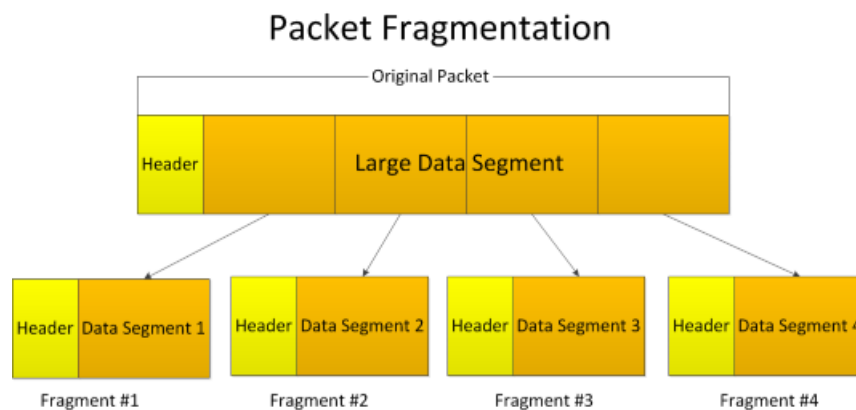 Packet Fragmentation
Original Packet
Header
Large Data Segment
Header Data Segment 1
Header Data Segment 2
Header Data Segment 3
Header Data Segment 4
Fragment #1
Fragment #2
Fragment #3
Fragment #4